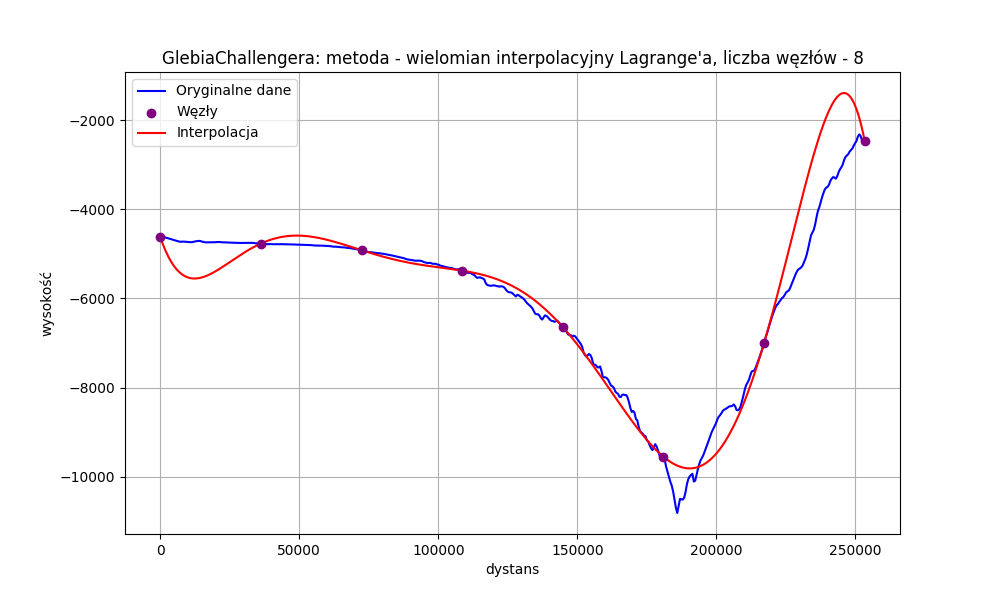 GlebiaChallengera: metoda - wielomian interpolacyjny Lagrange'a, liczba węzłów - 8
Oryginalne dane
Węzły
Interpolacja
−2000
−4000
−6000
−8000
−10000
wysokość
0
50000
100000
150000
200000
250000
dystans